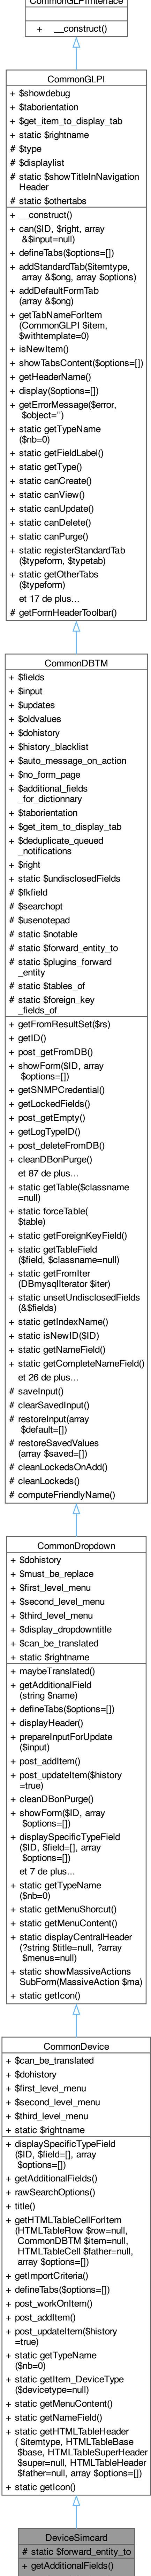 CommonGLPIInterface
+ __construct()
CommonGLPI
+ $showdebug
+ $taborientation
+ $get_item_to_display_tab
+ static $rightname
# $type
# $displaylist
# static $showTitleInNavigation
Header
# static $othertabs
+ __construct()
+ can($ID, $right, array
&$input=null)
+ defineTabs($options=[])
+ addStandardTab($itemtype,
array &$ong, array $options)
+ addDefaultFormTab
(array &$ong)
+ getTabNameForItem
(CommonGLPI $item,
$withtemplate=0)
+ isNewItem()
+ showTabsContent($options=[])
+ getHeaderName()
+ display($options=[])
+ getErrorMessage($error,
$object='')
+ static getTypeName
($nb=0)
+ static getFieldLabel()
+ static getType()
+ static canCreate()
+ static canView()
+ static canUpdate()
+ static canDelete()
+ static canPurge()
+ static registerStandardTab
($typeform, $typetab)
+ static getOtherTabs
($typeform)
et 17 de plus...
# getFormHeaderToolbar()
CommonDBTM
+ $fields
+ $input
+ $updates
+ $oldvalues
+ $dohistory
+ $history_blacklist
+ $auto_message_on_action
+ $no_form_page
+ $additional_fields
_for_dictionnary
+ $taborientation
+ $get_item_to_display_tab
+ $deduplicate_queued
_notifications
+ $right
+ static $undisclosedFields
# $fkfield
# $searchopt
# $usenotepad
# static $notable
# static $forward_entity_to
# static $plugins_forward
_entity
# static $tables_of
# static $foreign_key
_fields_of
+ getFromResultSet($rs)
+ getID()
+ post_getFromDB()
+ showForm($ID, array
$options=[])
+ getSNMPCredential()
+ getLockedFields()
+ post_getEmpty()
+ getLogTypeID()
+ post_deleteFromDB()
+ cleanDBonPurge()
et 87 de plus...
+ static getTable($classname
=null)
+ static forceTable(
$table)
+ static getForeignKeyField()
+ static getTableField
($field, $classname=null)
+ static getFromIter
(DBmysqlIterator $iter)
+ static unsetUndisclosedFields
(&$fields)
+ static getIndexName()
+ static isNewID($ID)
+ static getNameField()
+ static getCompleteNameField()
et 26 de plus...
# saveInput()
# clearSavedInput()
# restoreInput(array
$default=[])
# restoreSavedValues
(array $saved=[])
# cleanLockedsOnAdd()
# cleanLockeds()
# computeFriendlyName()
CommonDropdown
+ $dohistory
+ $must_be_replace
+ $first_level_menu
+ $second_level_menu
+ $third_level_menu
+ $display_dropdowntitle
+ $can_be_translated
+ static $rightname
+ maybeTranslated()
+ getAdditionalField
(string $name)
+ defineTabs($options=[])
+ displayHeader()
+ prepareInputForUpdate
($input)
+ post_addItem()
+ post_updateItem($history
=true)
+ cleanDBonPurge()
+ showForm($ID, array
$options=[])
+ displaySpecificTypeField
($ID, $field=[], array
$options=[])
et 7 de plus...
+ static getTypeName
($nb=0)
+ static getMenuShorcut()
+ static getMenuContent()
+ static displayCentralHeader
(?string $title=null, ?array
$menus=null)
+ static showMassiveActions
SubForm(MassiveAction $ma)
+ static getIcon()
CommonDevice
+ $can_be_translated
+ $dohistory
+ $first_level_menu
+ $second_level_menu
+ $third_level_menu
+ static $rightname
+ displaySpecificTypeField
($ID, $field=[], array
$options=[])
+ getAdditionalFields()
+ rawSearchOptions()
+ title()
+ getHTMLTableCellForItem
(HTMLTableRow $row=null,
CommonDBTM $item=null,
HTMLTableCell $father=null,
array $options=[])
+ getImportCriteria()
+ defineTabs($options=[])
+ post_workOnItem()
+ post_addItem()
+ post_updateItem($history
=true)
+ static getTypeName
($nb=0)
+ static getItem_DeviceType
($devicetype=null)
+ static getMenuContent()
+ static getNameField()
+ static getHTMLTableHeader
( $itemtype, HTMLTableBase
$base, HTMLTableSuperHeader
$super=null, HTMLTableHeader
$father=null, array $options=[])
+ static getIcon()
DeviceSimcard
# static $forward_entity_to
+ getAdditionalFields()